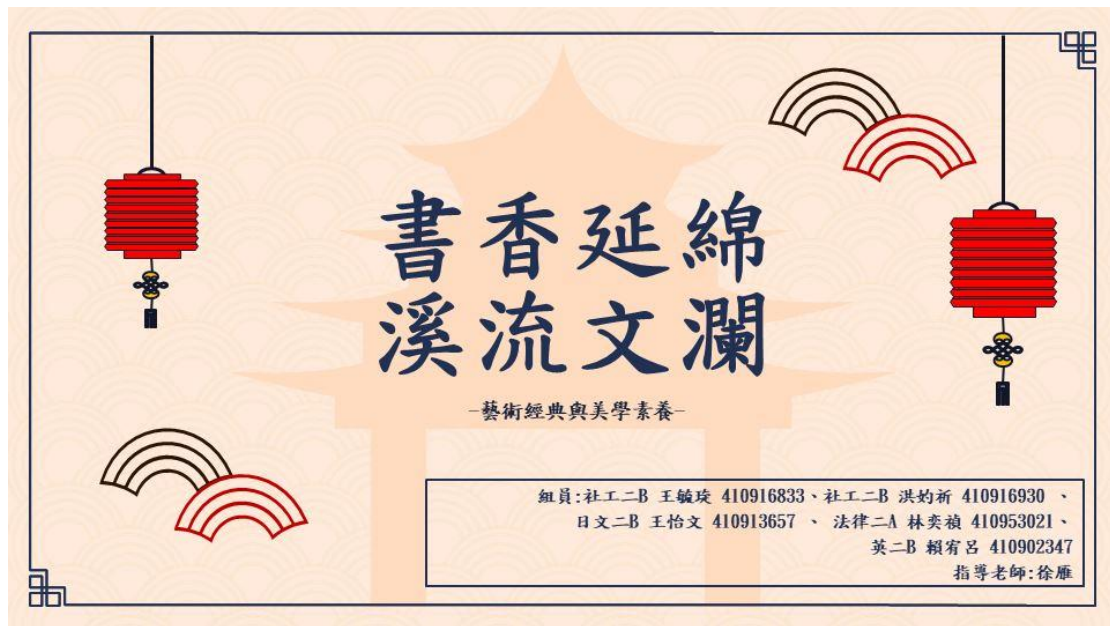 書香延綿
溪流文瀾
-藝術經典與美學素養-
組員:社工二B 王毓琁 410916833、社工二B 洪妁祈 410916930 、
日文二B 王怡文 410913657 、 法律二A 林奕禎 410953021、
英二B 賴宥呂 410902347
指導老師:徐雁